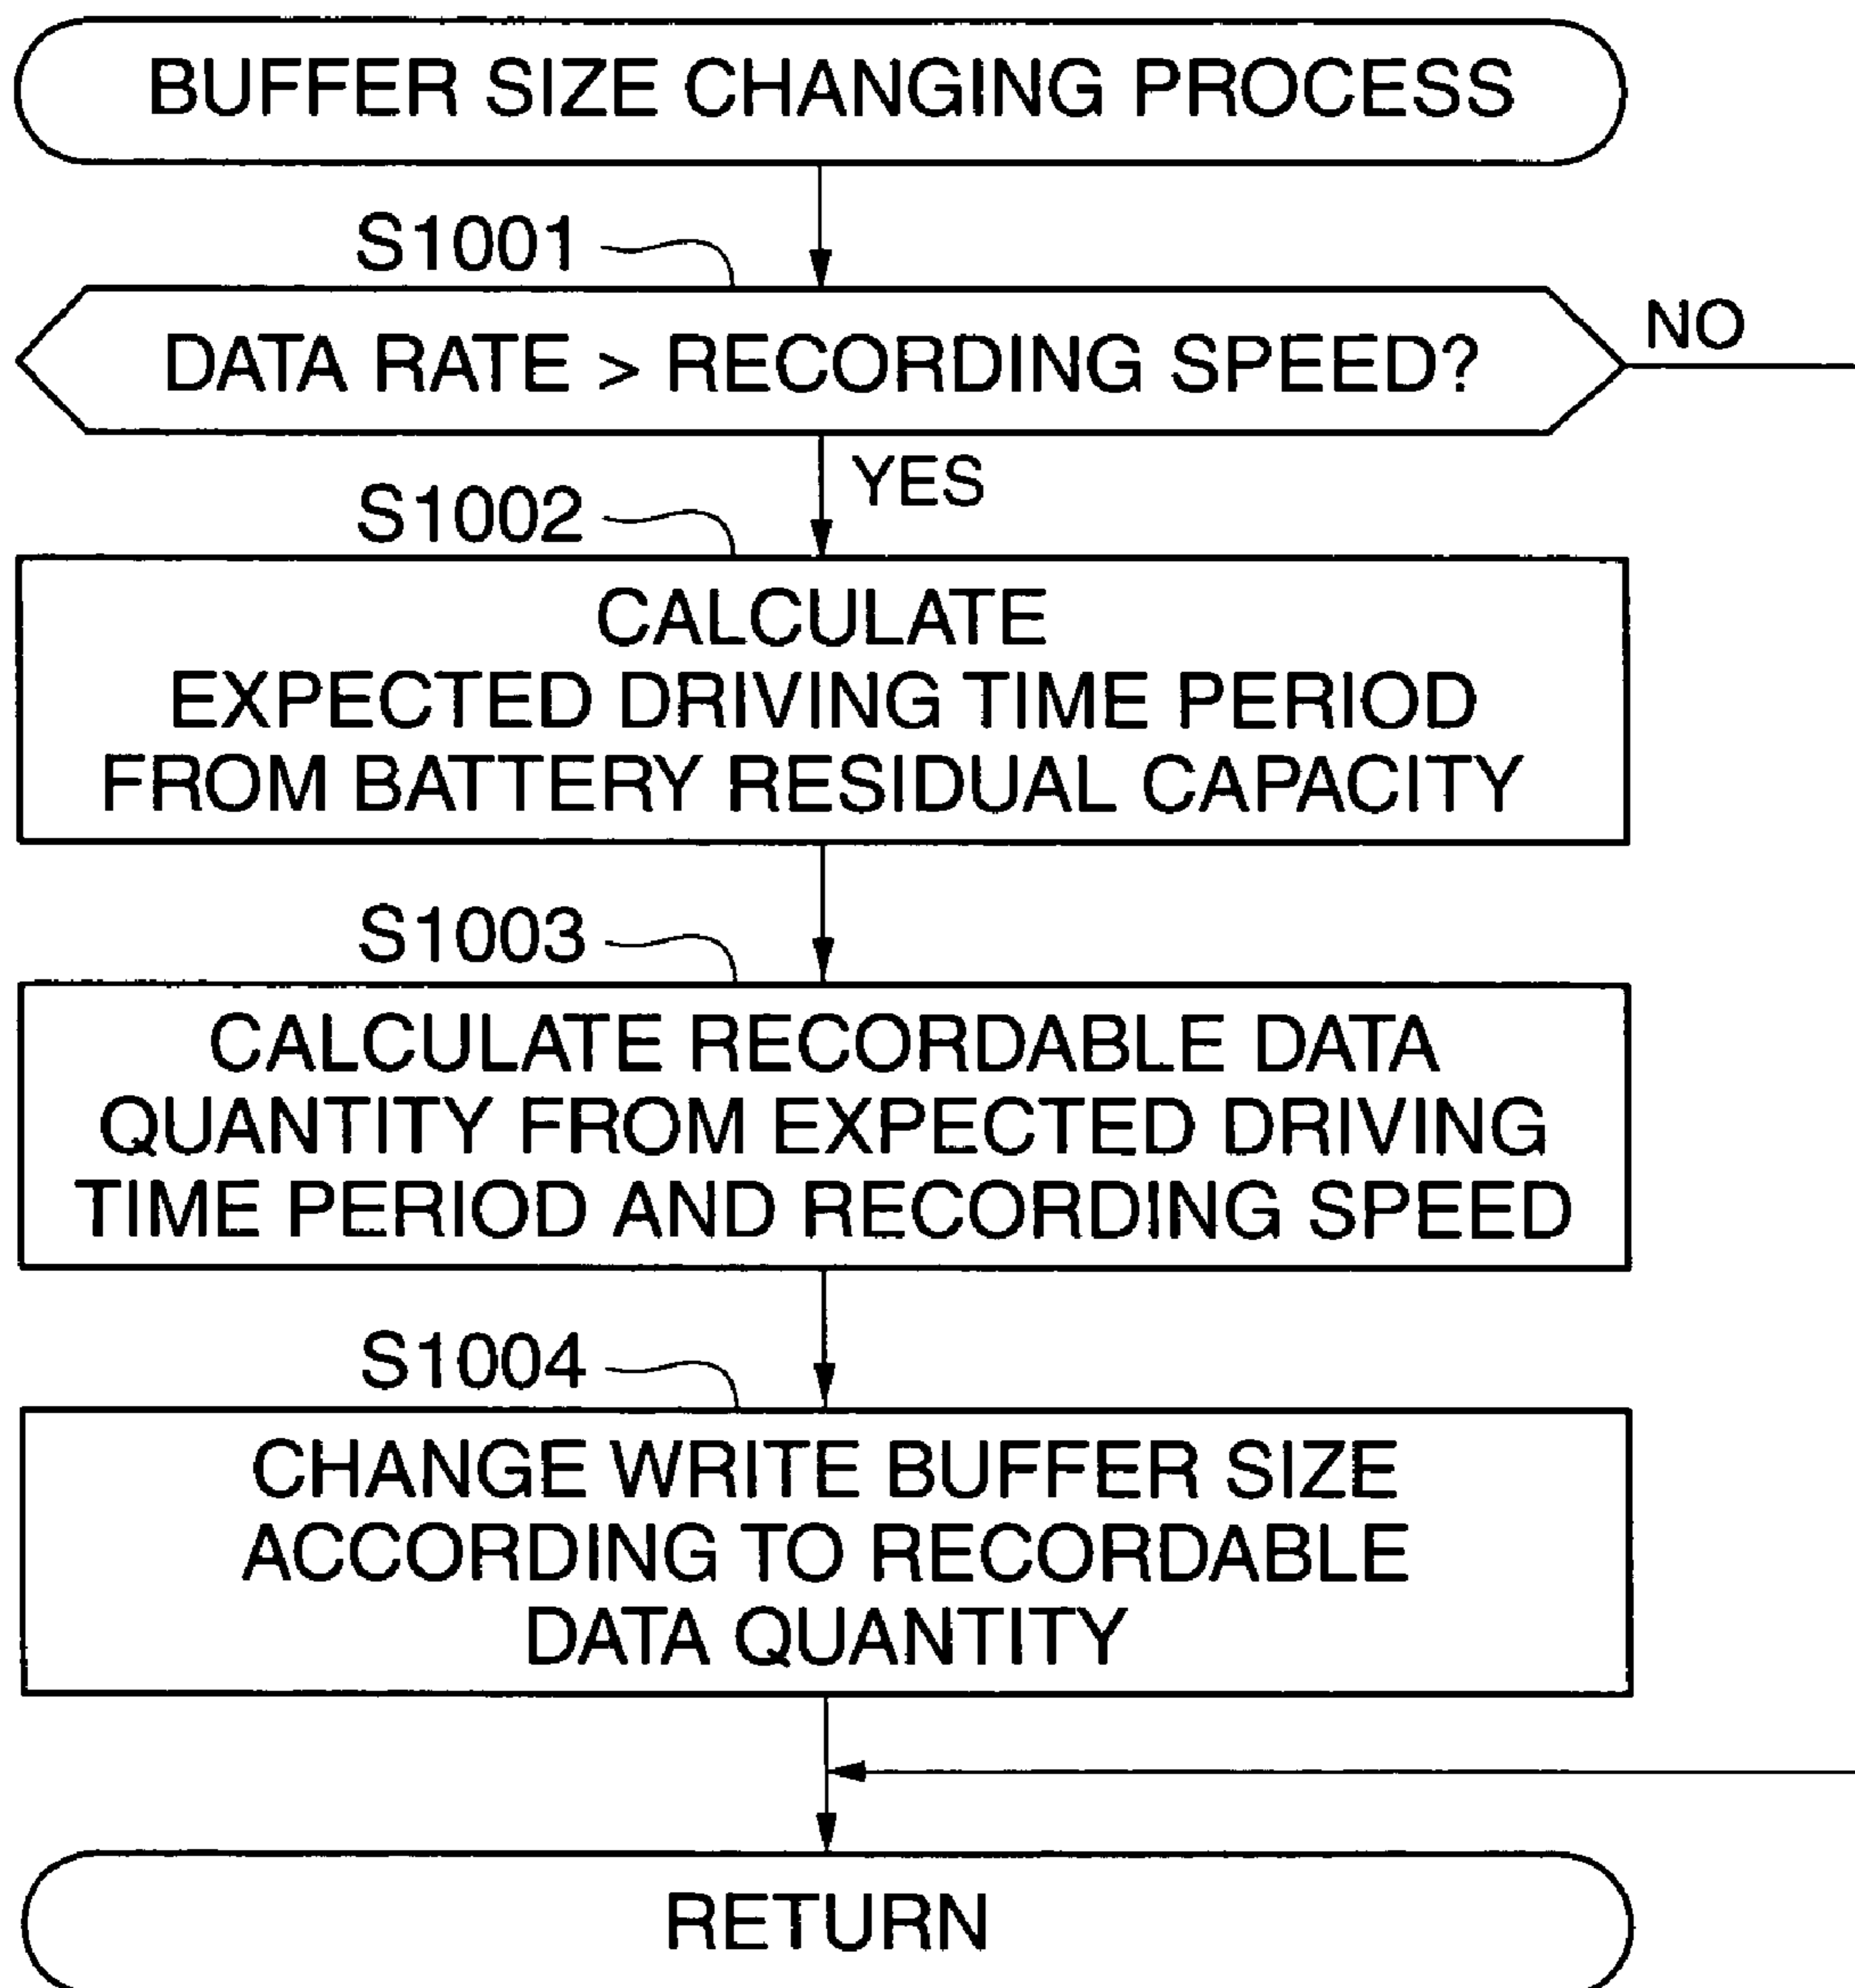 BUFFER SIZE CHANGING PROCESS
S1001
DATA RATE > RECORDING SPEED?
NO
YES
S1002
CALCULATE
EXPECTED DRIVING TIME PERIOD
FROM BATTERY RESIDUAL CAPACITY
S1003
CALCULATE RECORDABLE DATA
QUANTITY FROM EXPECTED DRIVING
TIME PERIOD AND RECORDING SPEED
S1004
CHANGE WRITE BUFFER SIZE
ACCORDING TO RECORDABLE
DATA QUANTITY
RETURN